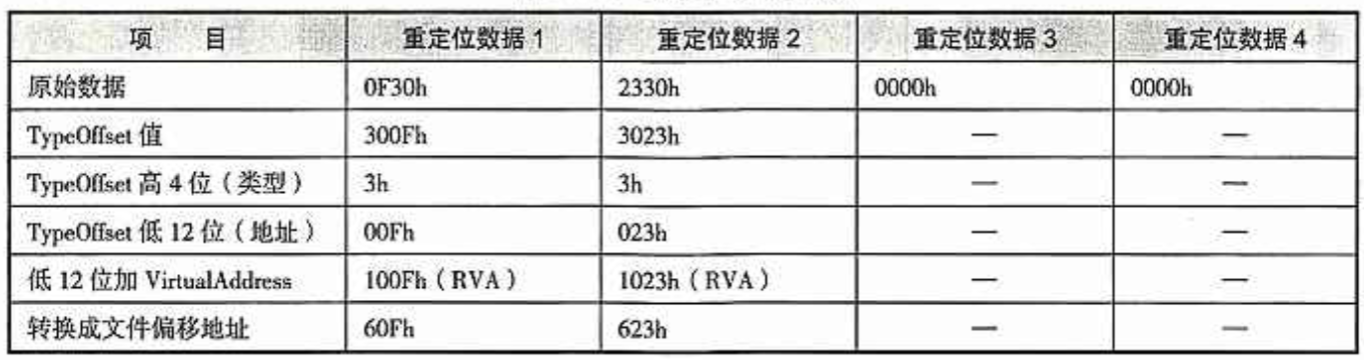 项 目 重定位数据 1 重定位数据 2 重定位数据 3 重定位数据 4
原始数据 0F30h 2330h 0000h 0000h
TypeOffset 值 300Fh 3023h — —
TypeOffset 高 4 位（类型） 3h 3h — —
TypeOffset 低 12 位（地址） 00Fh 023h — —
低 12 位加 VirtualAddress 100Fh（RVA） 1023h（RVA） — —
转换成文件偏移地址 60Fh 623h — —